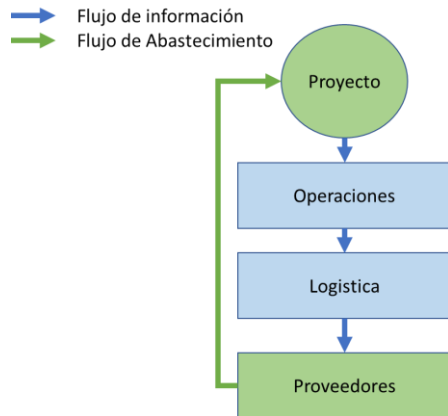 Flujo de información
Flujo de Abastecimiento
Proyecto
Operaciones
Logistica
Proveedores